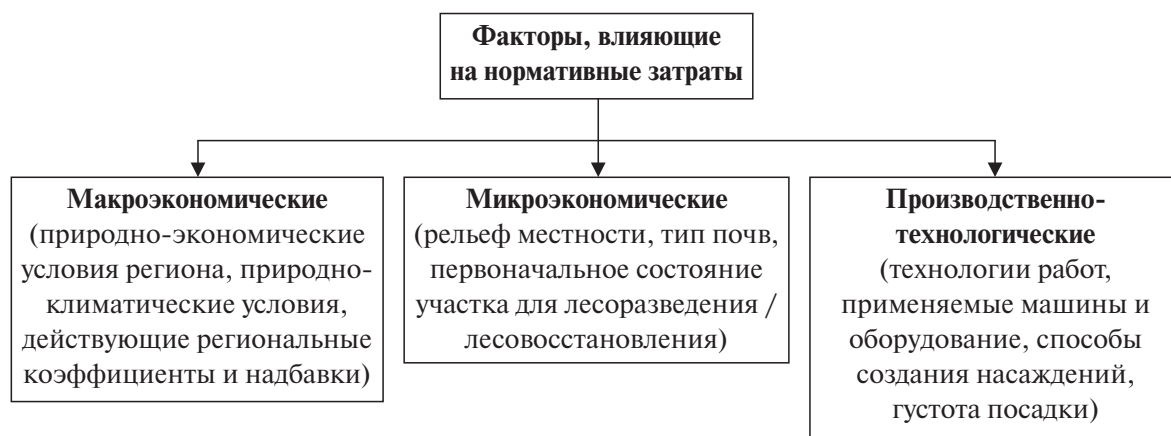 Факторы, влияющие
на нормативные затраты
Макроэкономические
(природно-экономические
условия региона, природно-
климатические условия,
действующие региональные
коэффициенты и надбавки)
Микроэкономические
(рельеф местности, тип почв,
первоначальное состояние
участка для лесоразведения /
лесовосстановления)
Производственно-
технологические
(технологии работ,
применяемые машины и
оборудование, способы
создания насаждений,
густота посадки)